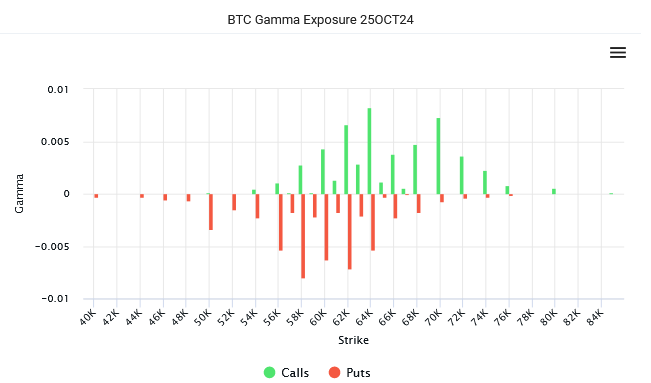 BTC Gamma Exposure 25OCT24
0.01
0.005
0
-0.005
-0.01
Gamma
40K 42K 44K 46K 48K 50K 52K 54K 56K 58K 60K 62K 64K 66K 68K 70K 72K 74K 76K 78K 80K 82K 84K
Strike
Calls Puts